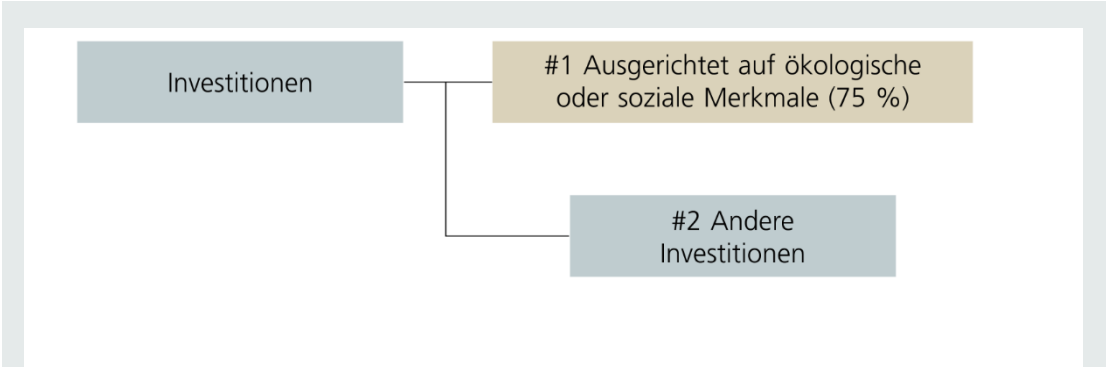 Investitionen
#1 Ausgerichtet auf ökologische
oder soziale Merkmale (75 %)
#2 Andere
Investitionen